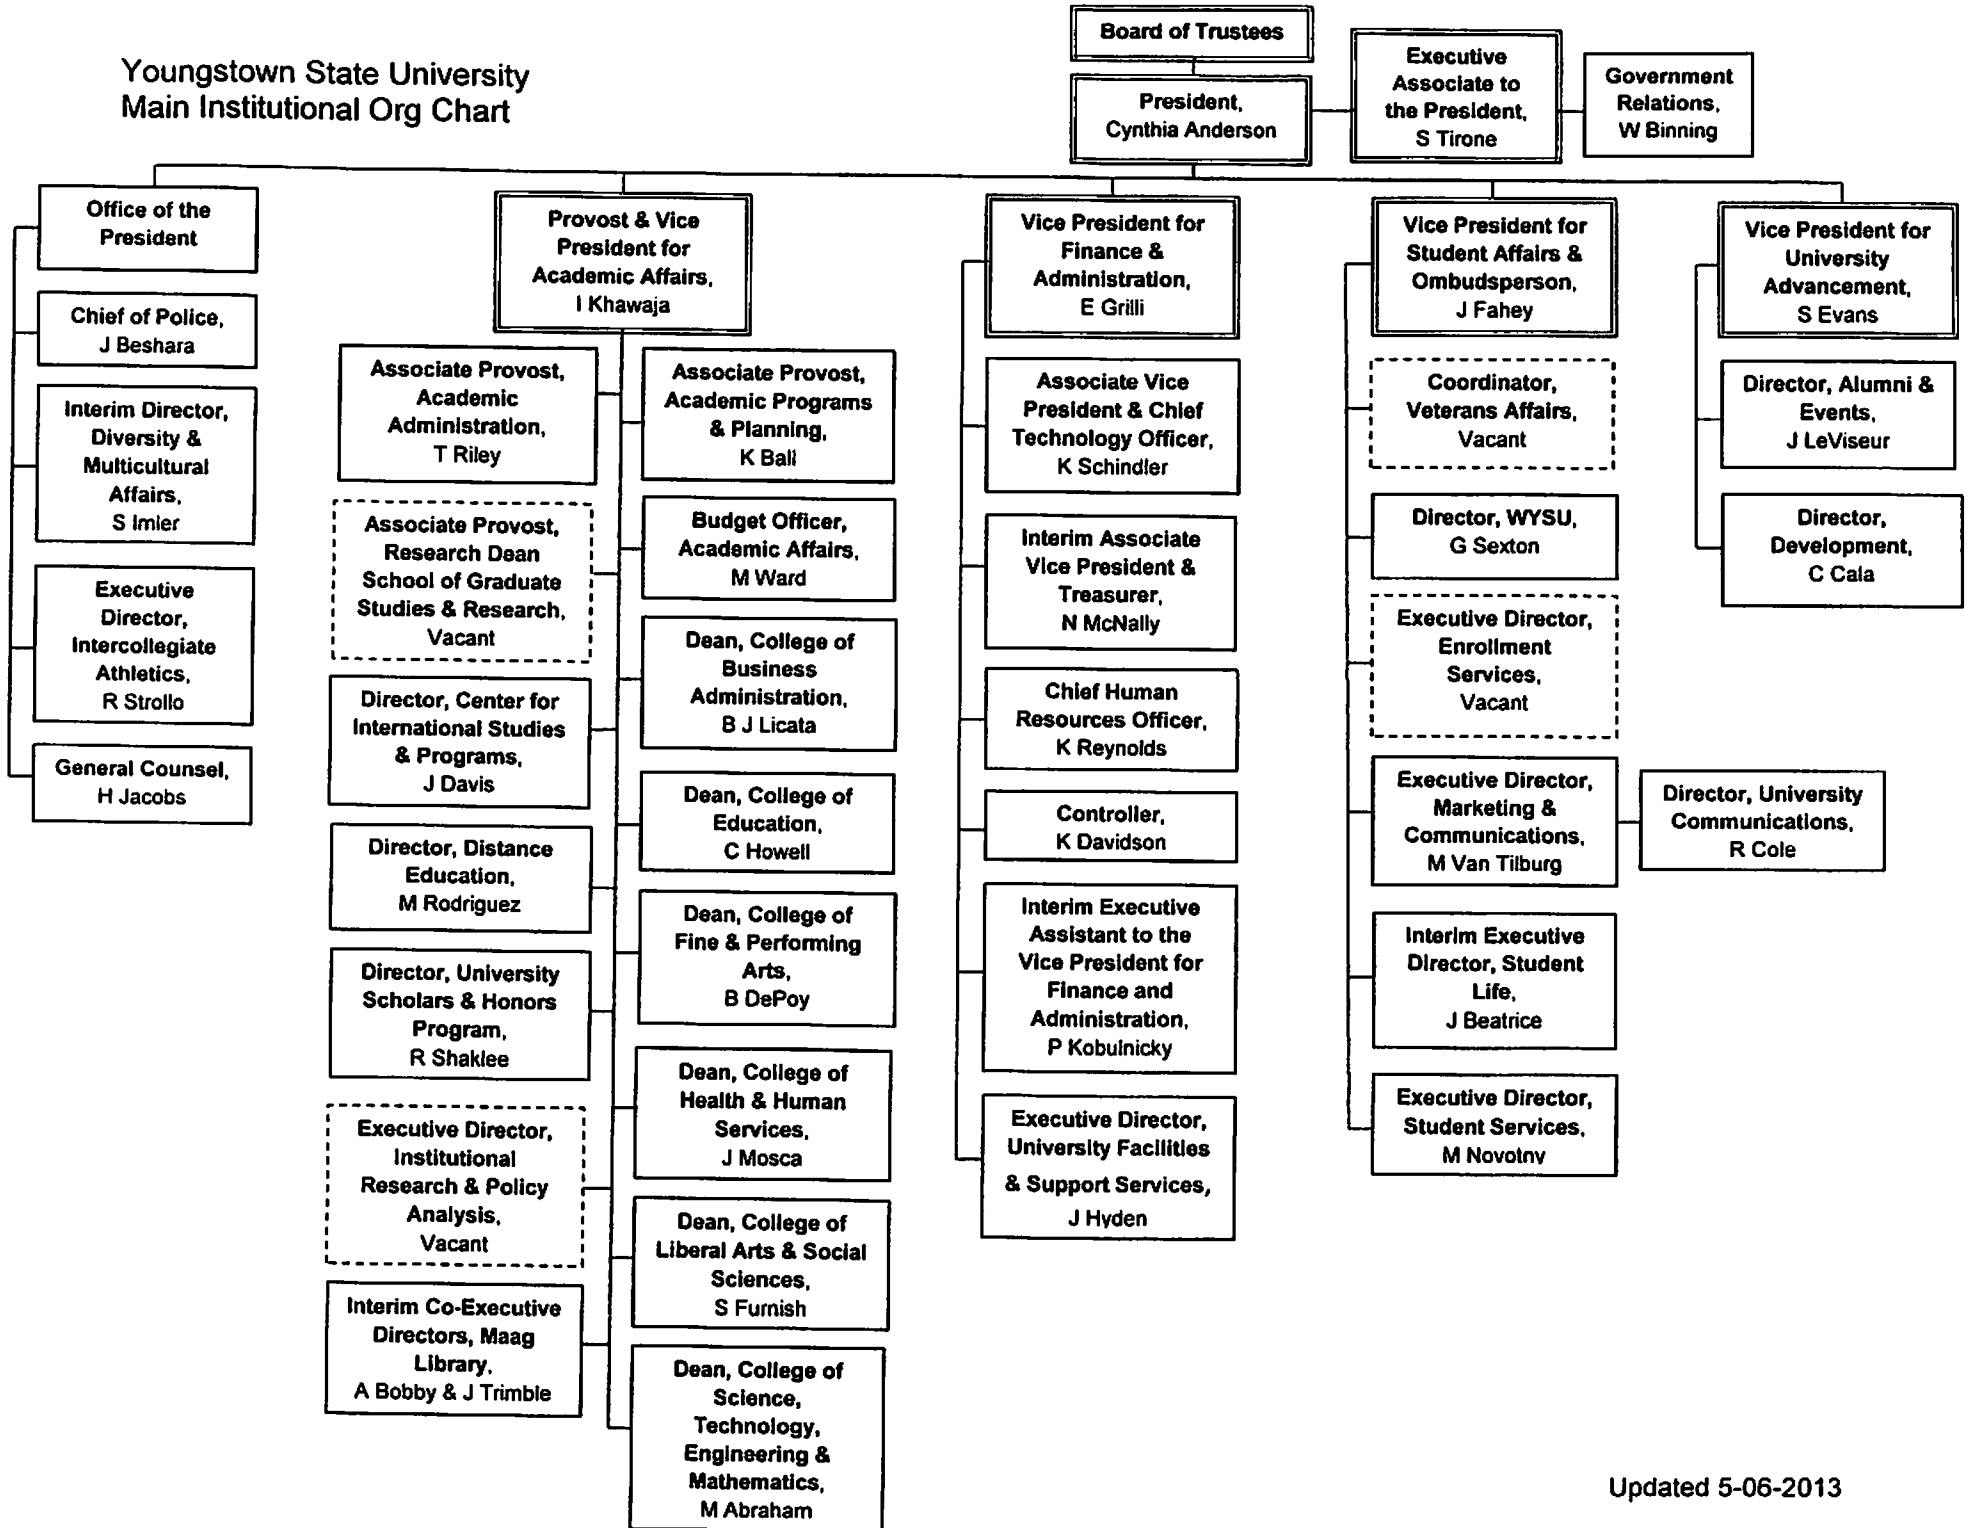 Youngstown State University
Main Institutional Org Chart
Board of Trustees
President,
Cynthia Anderson
Executive
Associate to
the President,
S Tirone
Government
Relations,
W Binning
Office of the
President
Chief of Police,
J Beshara
Interim Director,
Diversity &
Multicultural
Affairs,
S Imler
Executive
Director,
Intercollegiate
Athletics,
R Strollo
General Counsel,
H Jacobs
Provost & Vice
President for
Academic Affairs,
I Khawaja
Associate Provost,
Academic
Administration,
T Riley
Associate Provost,
Research Dean
School of Graduate
Studies & Research,
Vacant
Director, Center for
International Studies
& Programs,
J Davis
Director, Distance
Education,
M Rodriguez
Director, University
Scholars & Honors
Program,
R Shaklee
Executive Director,
Institutional
Research & Policy
Analysis,
Vacant
Interim Co-Executive
Directors, Maag
Library,
A Bobby & J Trimble
Associate Provost,
Academic Programs
& Planning,
K Ball
Budget Officer,
Academic Affairs,
M Ward
Dean, College of
Business
Administration,
B J Licata
Dean, College of
Education,
C Howell
Dean, College of
Fine & Performing
Arts,
B DePoy
Dean, College of
Health & Human
Services,
J Mosca
Dean, College of
Liberal Arts & Social
Sciences,
S Furnish
Dean, College of
Science,
Technology,
Engineering &
Mathematics,
M Abraham
Vice President for
Finance &
Administration,
E Grilli
Associate Vice
President & Chief
Technology Officer,
K Schindler
Interim Associate
Vice President &
Treasurer,
N McNally
Chief Human
Resources Officer,
K Reynolds
Controller,
K Davidson
Interim Executive
Assistant to the
Vice President for
Finance and
Administration,
P Kobulnicky
Executive Director,
University Facilities
& Support Services,
J Hyden
Vice President for
Student Affairs &
Ombudsperson,
J Fahey
Coordinator,
Veterans Affairs,
Vacant
Director, WYSU,
G Sexton
Executive Director,
Enrollment
Services,
Vacant
Executive Director,
Marketing &
Communications,
M Van Tilburg
Director, University
Communications,
R Cole
Interim Executive
Director, Student
Life,
J Beatrice
Executive Director,
Student Services,
M Novotny
Vice President for
University
Advancement,
S Evans
Director, Alumni &
Events,
J LeViseur
Director,
Development,
C Cala
Updated 5-06-2013